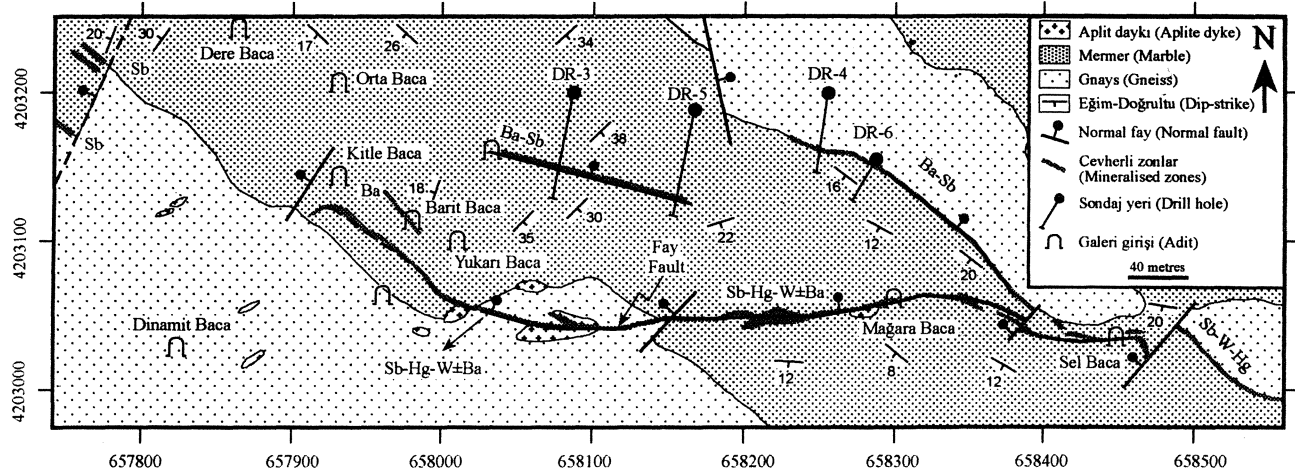 Aplit daykı (Aplite dyke)
Mermer (Marble)
Gnays (Gneiss)
Eğim-Doğrultu (Dip-strike)
Normal fay (Normal fault)
Cevherli zonlar
(Mineralised zones)
Sondaj yeri (Drill hole)
Galeri girişi (Adit)
40 metres
N
20
30
Dere Baca
17
26
34
Sb
Orta Baca
DR-3
DR-5
DR-4
DR-6
4203200
Sb
Ba-Sb
38
Kitle Baca
Ba
18
Barit Baca
30
35
22
16
Ba-Sb
12
4203100
Yukarı Baca
Fay
Fault
20
Sb-Hg-W±Ba
Dinamit Baca
Mağara Baca
20
Sb-W-Hg
Sel Baca
Sb-Hg-W±Ba
12
8
12
4203000
657800
657900
658000
658100
658200
658300
658400
658500